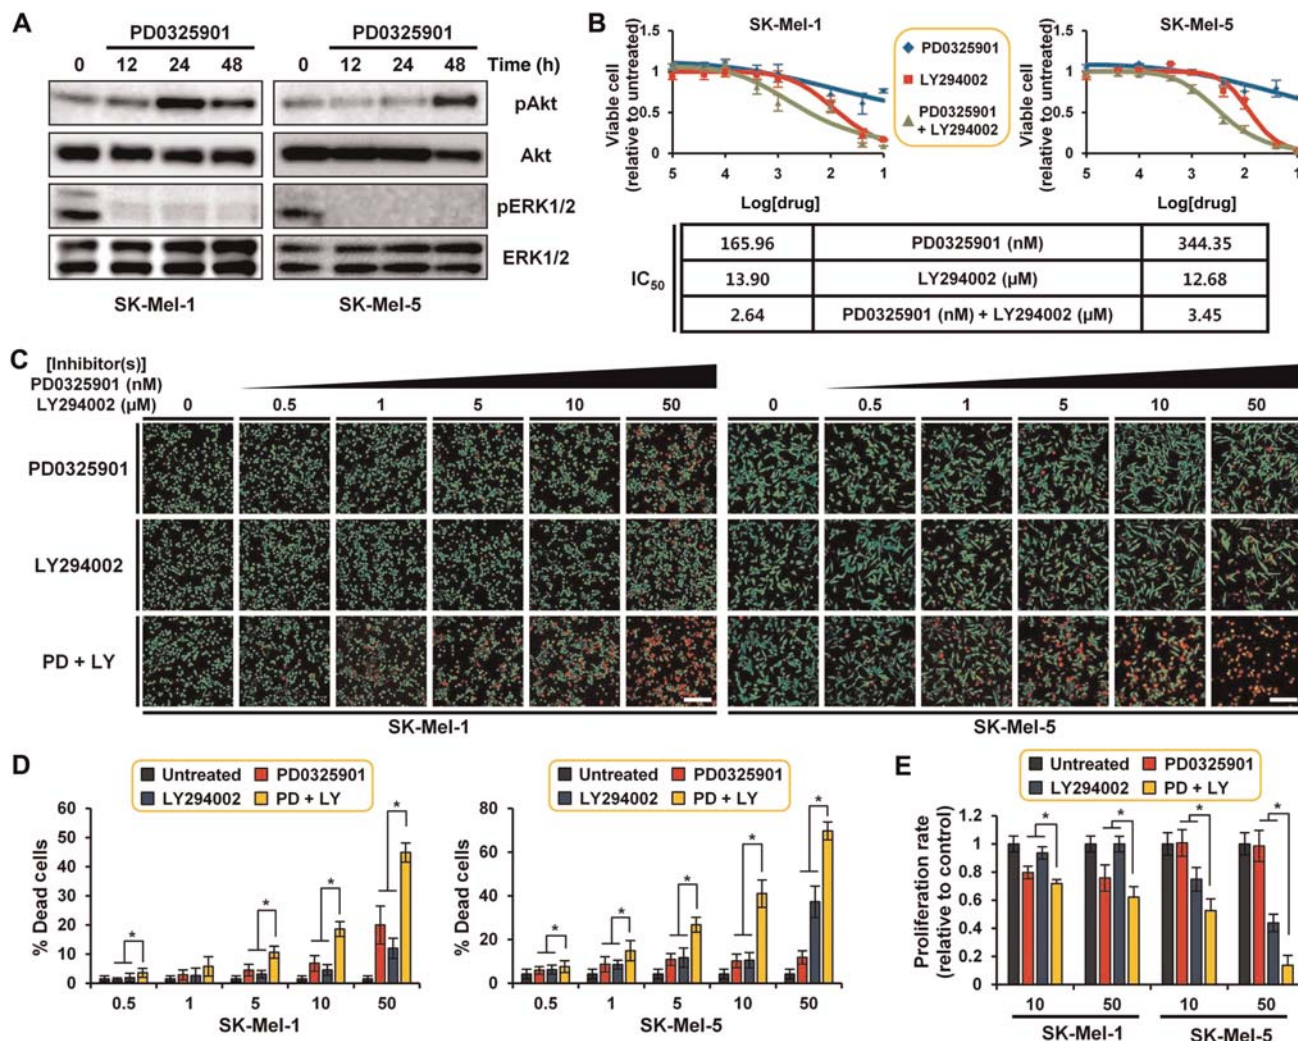 A
PD0325901 PD0325901
0 12 24 48 0 12 24 48 Time (h)
pAkt
Akt
pERK1/2
ERK1/2
SK-Mel-1 SK-Mel-5
B
SK-Mel-1 SK-Mel-5
Viable cell
(relative to untreated)
1.5
1
0.5
0
5 4 3 2 1
Log[drug]
PD0325901
LY294002
PD0325901
+ LY294002
Viable cell
(relative to untreated)
1.5
1
0.5
0
5 4 3 2 1
Log[drug]
IC50
165.96 PD0325901 (nM) 344.35
13.90 LY294002 (μM) 12.68
2.64 PD0325901 (nM) + LY294002 (μM) 3.45
C
[Inhibitor(s)]
PD0325901 (nM)
LY294002 (μM) 0 0.5 1 5 10 50 0 0.5 1 5 10 50
PD0325901
LY294002
PD + LY
SK-Mel-1 SK-Mel-5
D
Untreated PD0325901
LY294002 PD + LY
% Dead cells
60
50
40
30
20
10
0
* * * *
0.5 1 5 10 50
SK-Mel-1
Untreated PD0325901
LY294002 PD + LY
% Dead cells
80
60
40
20
0
* * * * *
0.5 1 5 10 50
SK-Mel-5
E
Untreated PD0325901
LY294002 PD + LY
Proliferation rate
(relative to control)
1.2
1
0.8
0.6
0.4
0.2
0
* * * *
10 50 10 50
SK-Mel-1 SK-Mel-5